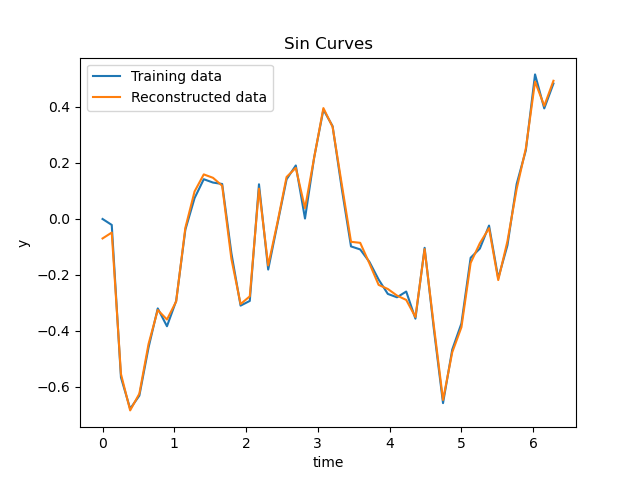 Sin Curves
Training data
Reconstructed data
0.4
0.2
0.0
−0.2
−0.4
−0.6
y
0 1 2 3 4 5 6
time